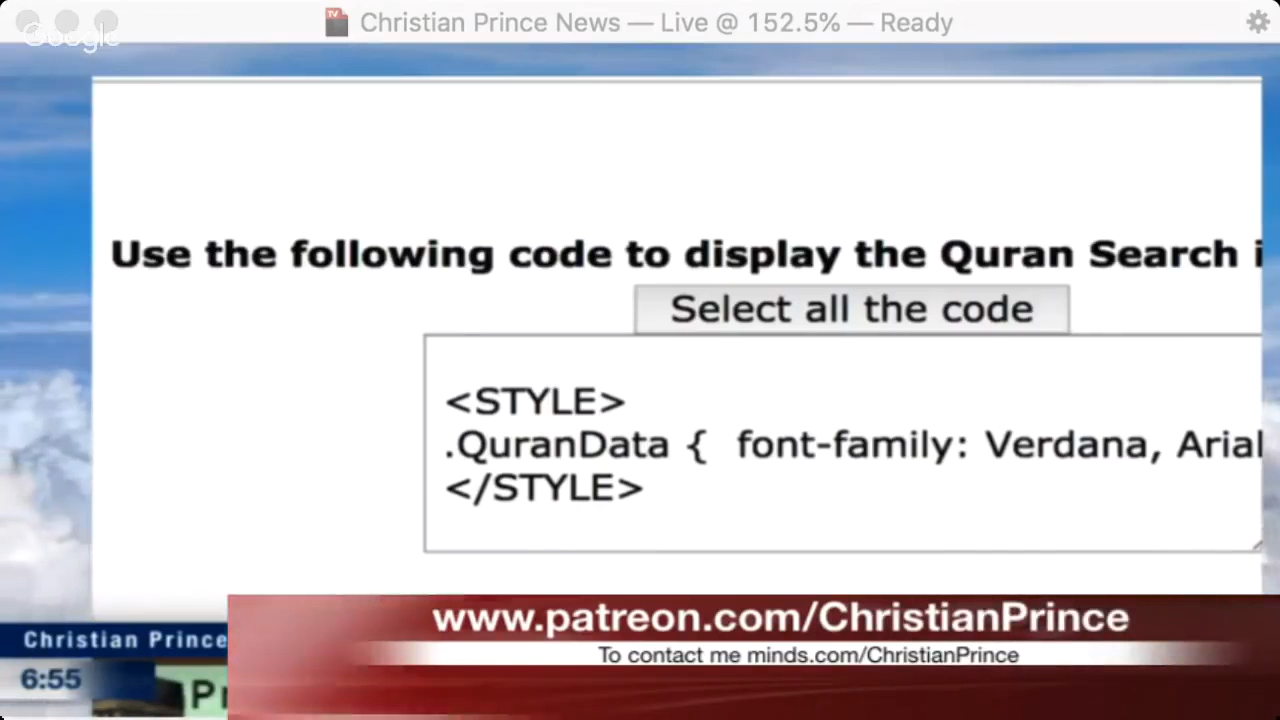 Christian Prince News — Live @ 152.5% — Ready
Google
Use the following code to display the Quran Search
Select all the code
<STYLE>
.QuranData { font-family: Verdana, Arial
</STYLE>
www.patreon.com/ChristianPrince
To contact me minds.com/ChristianPrince
Christian Prince
6:55